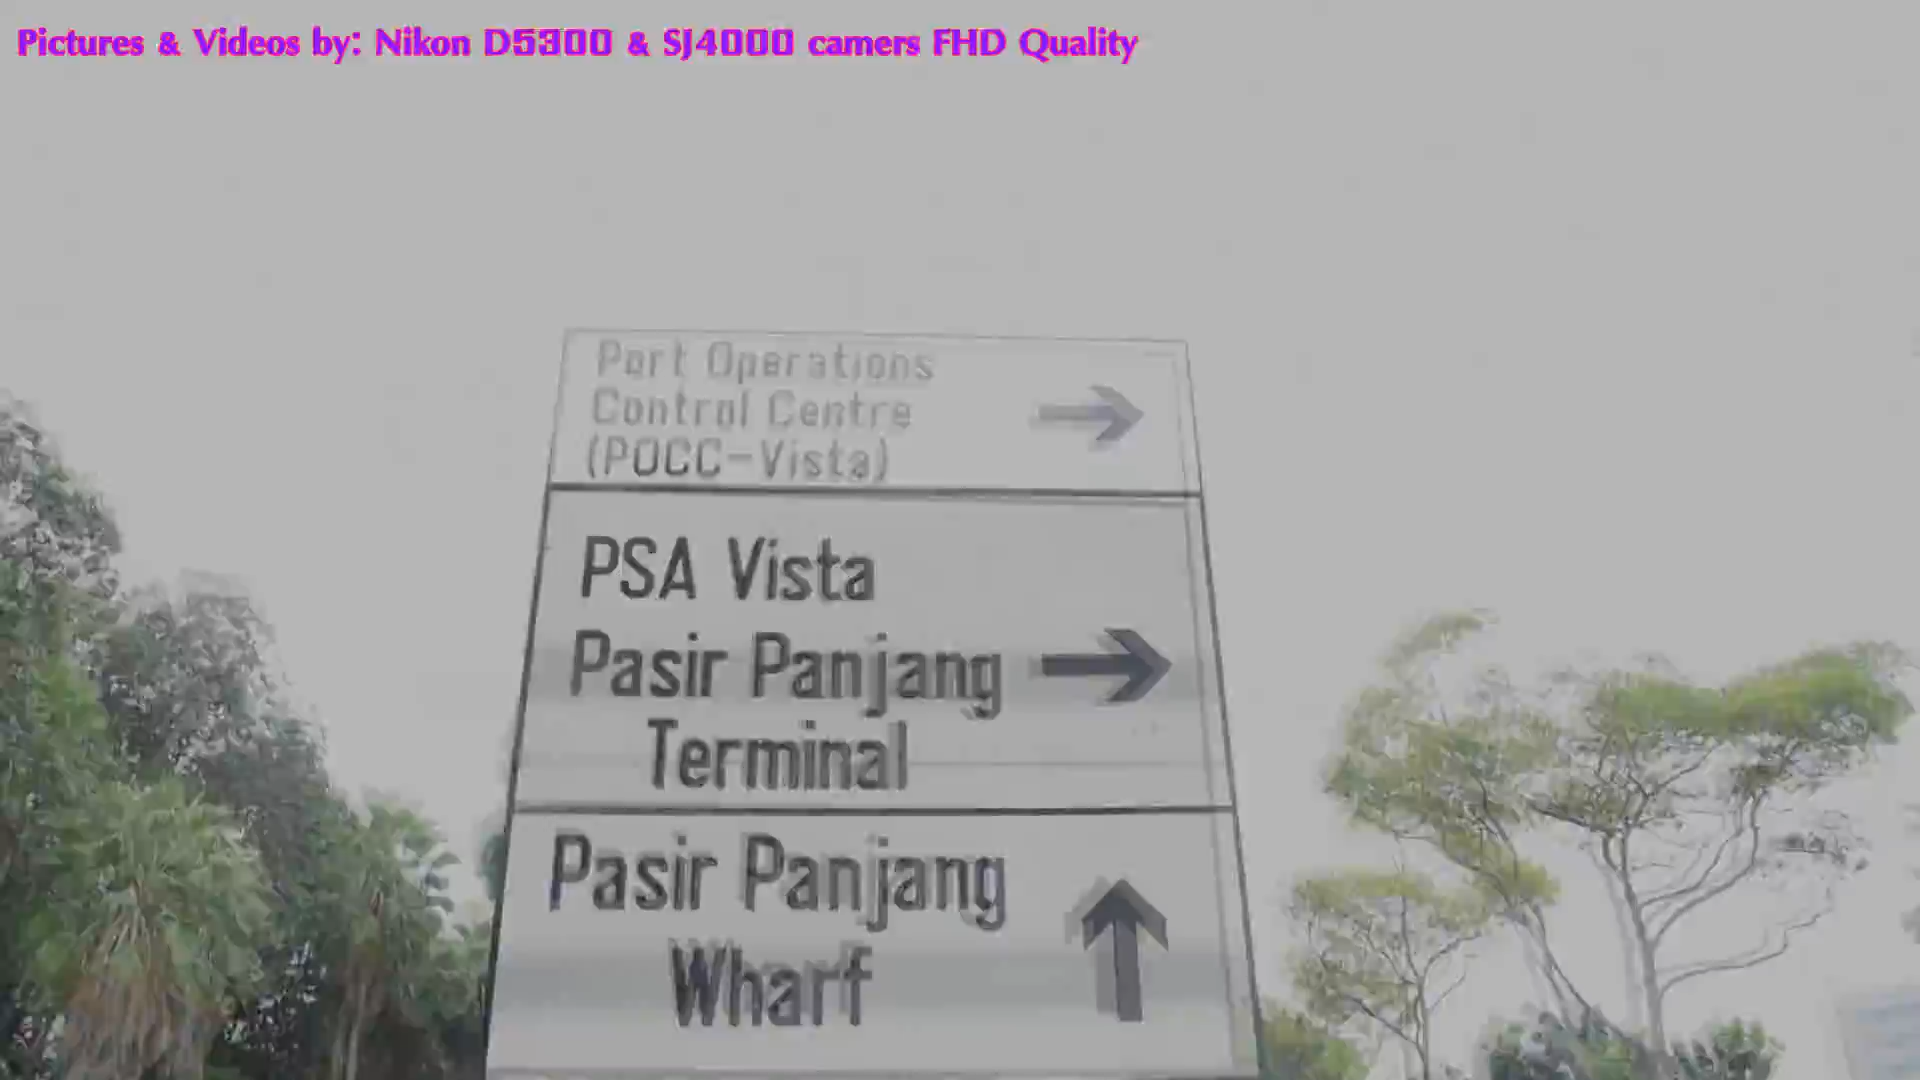 Pictures & Videos by: Nikon D5300 & SJ4000 camers FHD Quality
Port Operations
Control Centre
(POCC-Vista)
PSA Vista
Pasir Panjang
Terminal
Pasir Panjang
Wharf